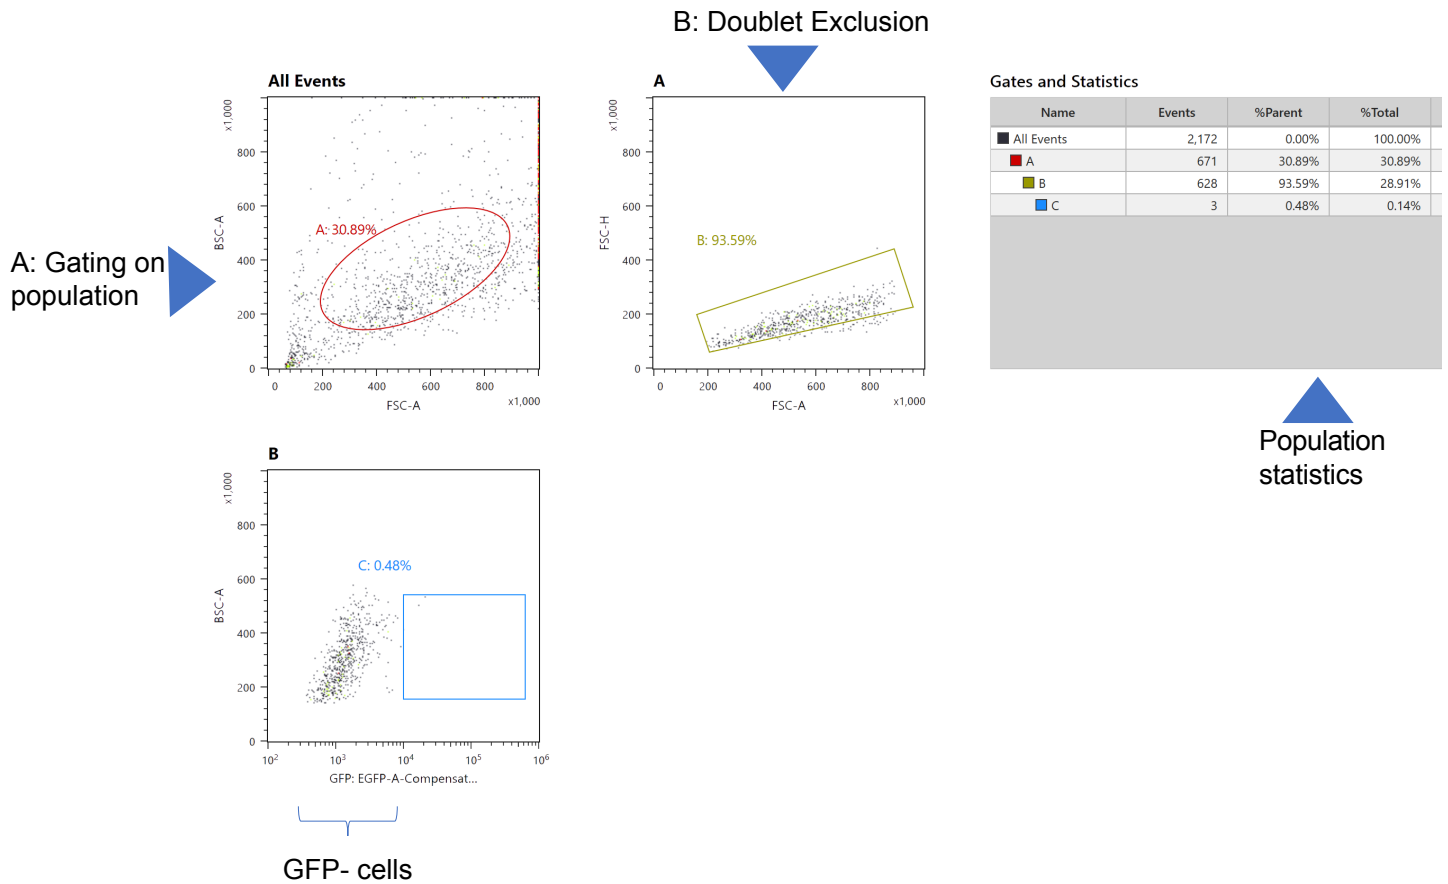 B: Doublet Exclusion
All Events
x1,000
800
600
400
200
0
BSC-A
A: 30.89%
0 200 400 600 800
x1,000
FSC-A
A: Gating on
population
A
x1,000
800
600
400
200
0
FSC-H
B: 93.59%
0 200 400 600 800
x1,000
FSC-A
Gates and Statistics
Name Events %Parent %Total
All Events 2,172 0.00% 100.00%
A 671 30.89% 30.89%
B 628 93.59% 28.91%
C 3 0.48% 0.14%
Population
statistics
B
x1,000
800
600
400
200
0
BSC-A
C: 0.48%
10² 10³ 10⁴ 10⁵ 10⁶
GFP: EGFP-A-Compensat...
GFP- cells